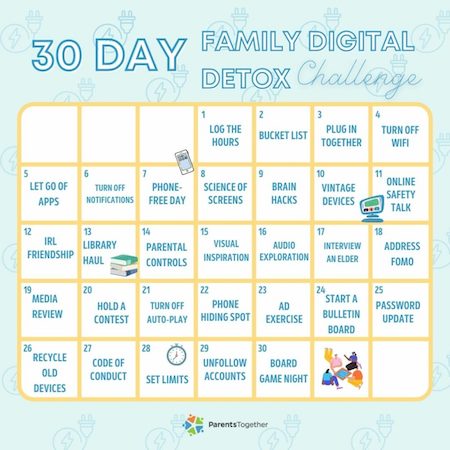 30 DAY FAMILY DIGITAL
DETOX Challenge
1
LOG THE
HOURS
2
BUCKET LIST
3
PLUG IN
TOGETHER
4
TURN OFF
WIFI
5
LET GO OF
APPS
6
TURN OFF
NOTIFICATIONS
7
PHONE-
FREE DAY
8
SCIENCE OF
SCREENS
9
BRAIN
HACKS
10
VINTAGE
DEVICES
11
ONLINE
SAFETY
TALK
12
IRL
FRIENDSHIP
13
LIBRARY
HAUL
14
PARENTAL
CONTROLS
15
VISUAL
INSPIRATION
16
AUDIO
EXPLORATION
17
INTERVIEW
AN ELDER
18
ADDRESS
FOMO
19
MEDIA
REVIEW
20
HOLD A
CONTEST
21
TURN OFF
AUTO-PLAY
22
PHONE
HIDING SPOT
23
AD
EXERCISE
24
START A
BULLETIN
BOARD
25
PASSWORD
UPDATE
26
RECYCLE
OLD
DEVICES
27
CODE OF
CONDUCT
28
SET LIMITS
29
UNFOLLOW
ACCOUNTS
30
BOARD
GAME NIGHT
ParentsTogether